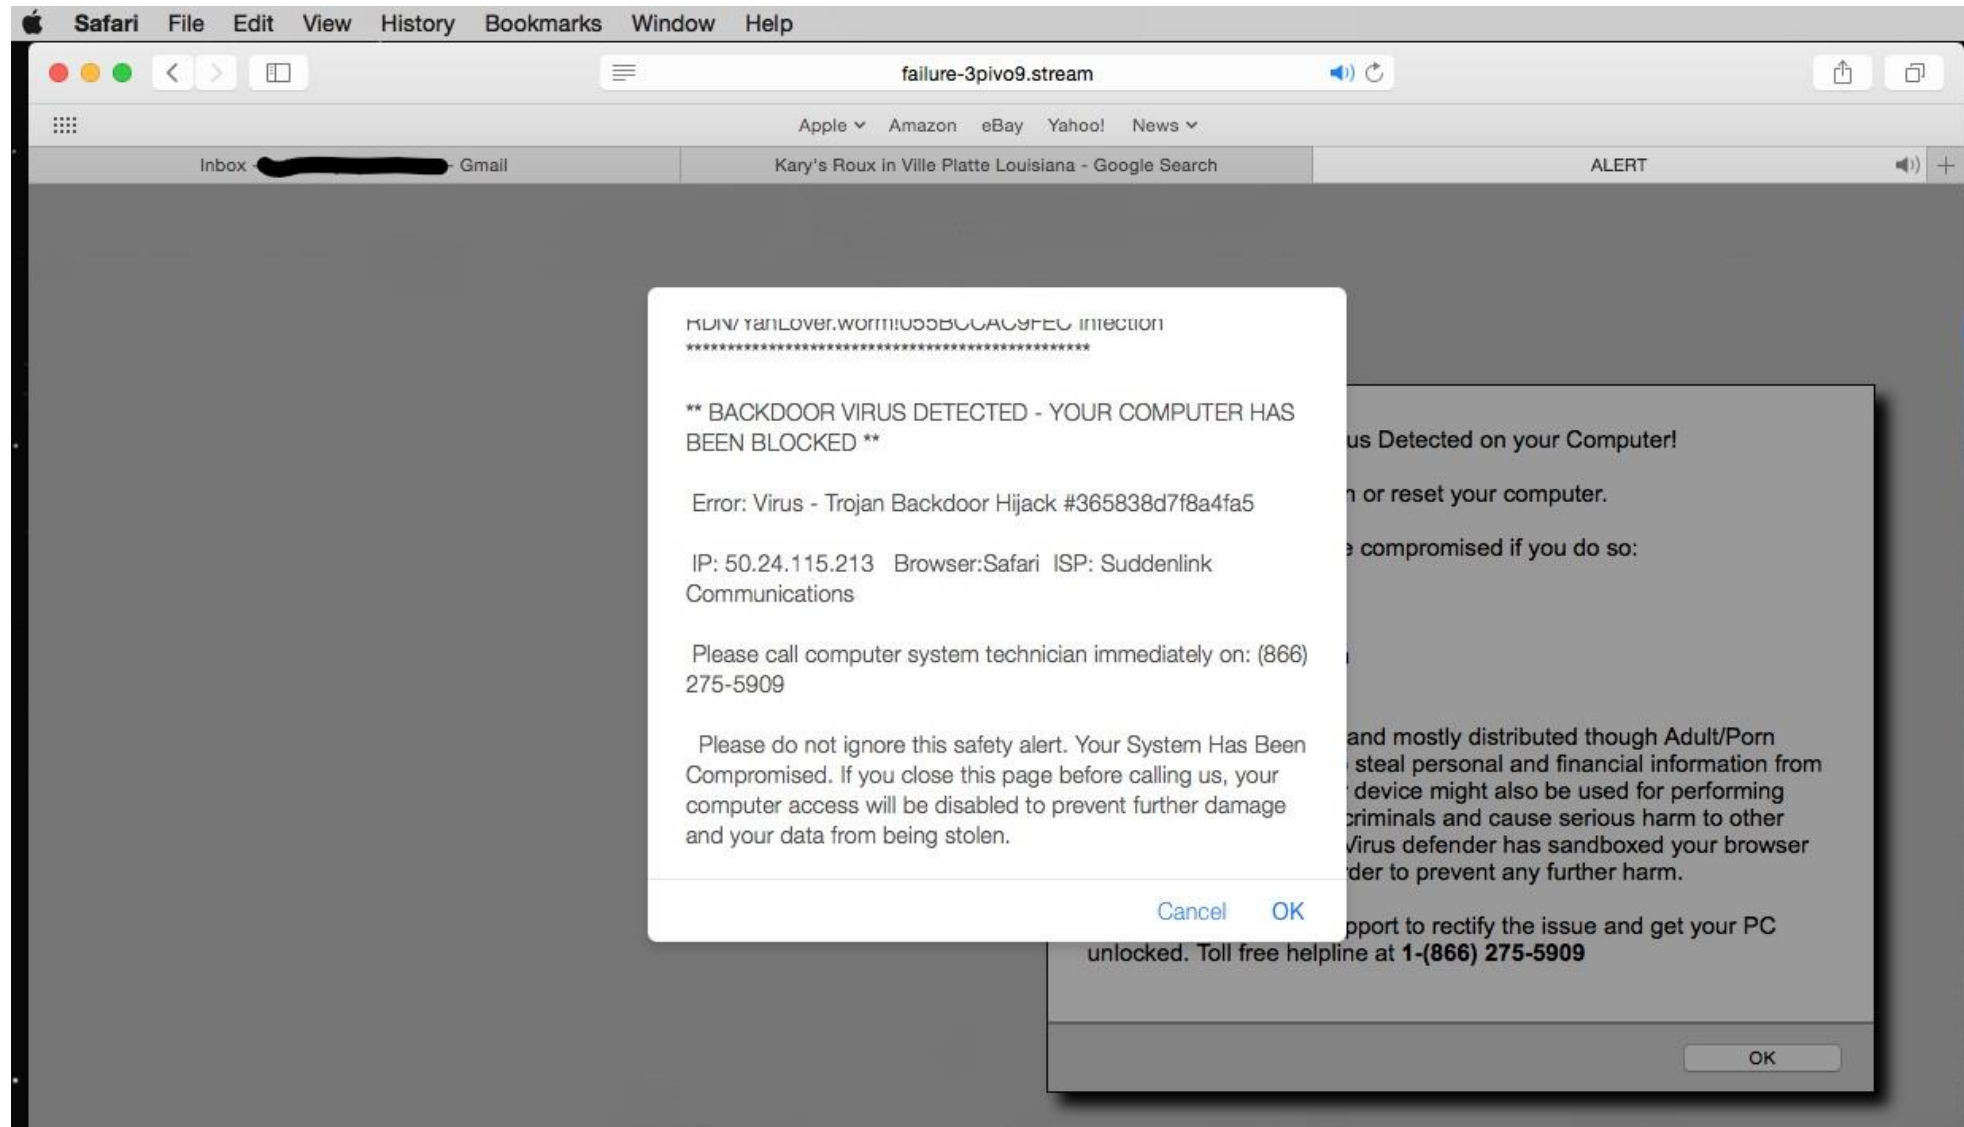 Safari File Edit View History Bookmarks Window Help
failure-3pivo9.stream
Apple Amazon eBay Yahoo! News
Inbox - - Gmail
Kary's Roux in Ville Platte Louisiana - Google Search
ALERT
RDN/YahLover.worm!055BCCAC9FEC Infection
**************************************************
** BACKDOOR VIRUS DETECTED - YOUR COMPUTER HAS
BEEN BLOCKED **
Error: Virus - Trojan Backdoor Hijack #365838d7f8a4fa5
IP: 50.24.115.213 Browser:Safari ISP: Suddenlink
Communications
Please call computer system technician immediately on: (866)
275-5909
Please do not ignore this safety alert. Your System Has Been
Compromised. If you close this page before calling us, your
computer access will be disabled to prevent further damage
and your data from being stolen.
Cancel OK
us Detected on your Computer!
or reset your computer.
compromised if you do so:
and mostly distributed though Adult/Porn
steal personal and financial information from
device might also be used for performing
criminals and cause serious harm to other
Virus defender has sandboxed your browser
der to prevent any further harm.
pport to rectify the issue and get your PC
unlocked. Toll free helpline at 1-(866) 275-5909
OK